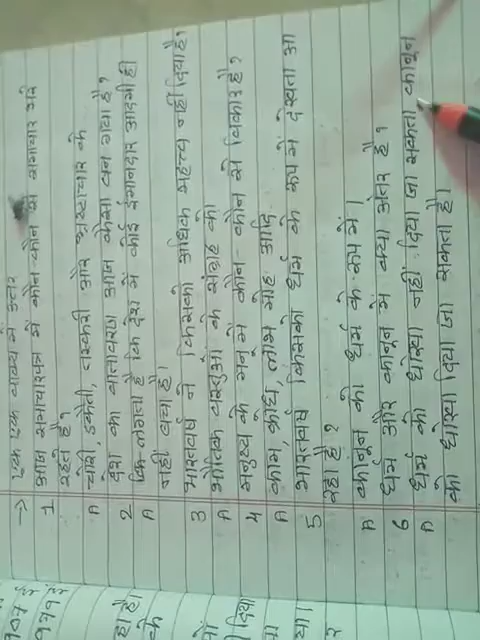 → एक एक वाक्य में उत्तर
1 आज समाचारपत्र में कौन कौन से समाचार भरे
रहते है?
A चोरी, डकैती, तस्करी और भ्रष्टाचार के
2 देश का वातावरण आज कैसा बन गया है?
A कि लगता है कि देश में कोई ईमानदार आदमी ही
नही बचा है।
3 भारतवर्ष ने किसको अधिक महत्त्व नहीं दिया है?
A भौतिक वस्तुओ के संग्रह को
4 मनुष्य के मन में कौन-कौन से विकार है?
A काम, क्रोध, लोभ मोह आदि
5 भारतवर्ष किसको धर्म के रूप में देखता आ
रहा है?
A कानून को धर्म के रूप में।
6 धर्म और कानून में क्या अंतर है?
A धर्म को धोखा नहीं दिया जा सकता कानून
को धोखा दिया जा सकता है।
हा है।
के
दिया
या।